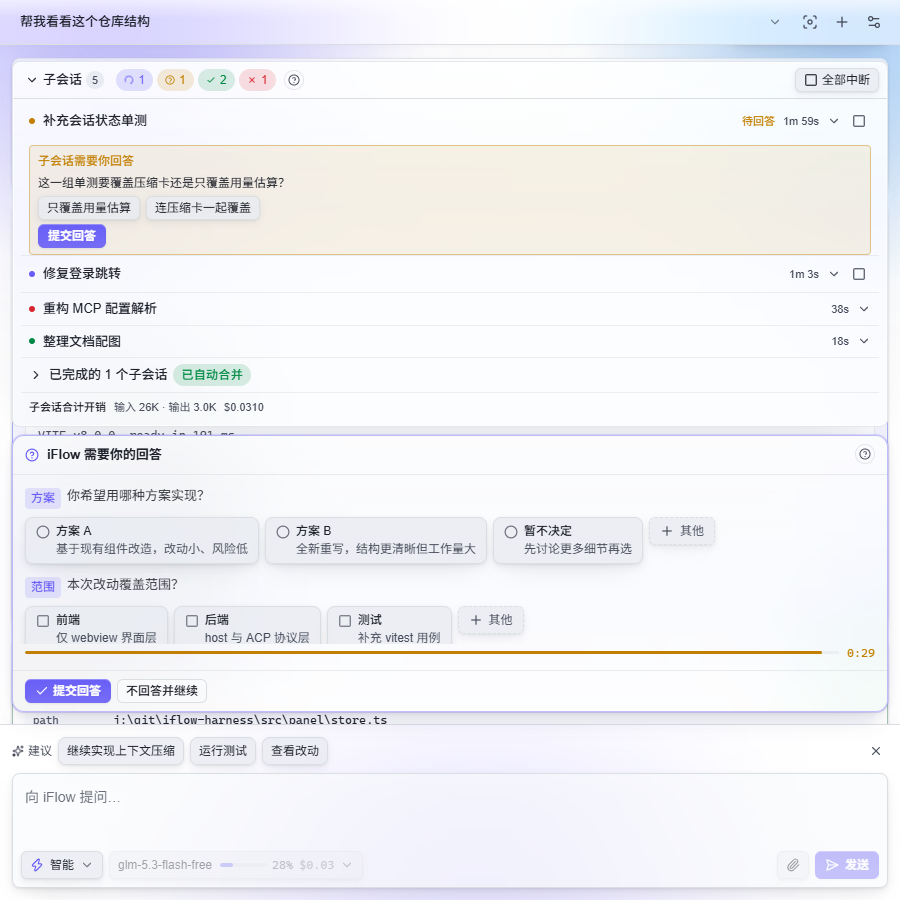 帮我看看这个仓库结构
子会话 5 1 1 2 1 全部中断
补充会话状态单测 待回答 1m 59s
子会话需要你回答
这一组单测要覆盖压缩卡还是只覆盖用量估算?
只覆盖用量估算 连压缩卡一起覆盖
提交回答
修复登录跳转 1m 3s
重构 MCP 配置解析 38s
整理文档配图 18s
已完成的 1 个子会话 已自动合并
子会话合计开销 输入 26K · 输出 3.0K $0.0310
VITE v8.0.0 ready in 191 ms
iFlow 需要你的回答
方案 你希望用哪种方案实现?
方案 A 方案 B 暂不决定 其他
基于现有组件改造，改动小、风险低 全新重写，结构更清晰但工作量大 先讨论更多细节再选
范围 本次改动覆盖范围?
前端 后端 测试 其他
仅 webview 界面层 host 与 ACP 协议层 补充 vitest 用例
0:29
提交回答 不回答并继续
path j:\git\iflow-harness\src\panel\store.ts
建议 继续实现上下文压缩 运行测试 查看改动
向 iFlow 提问…
智能 glm-5.3-flash-free 28% $0.03 发送